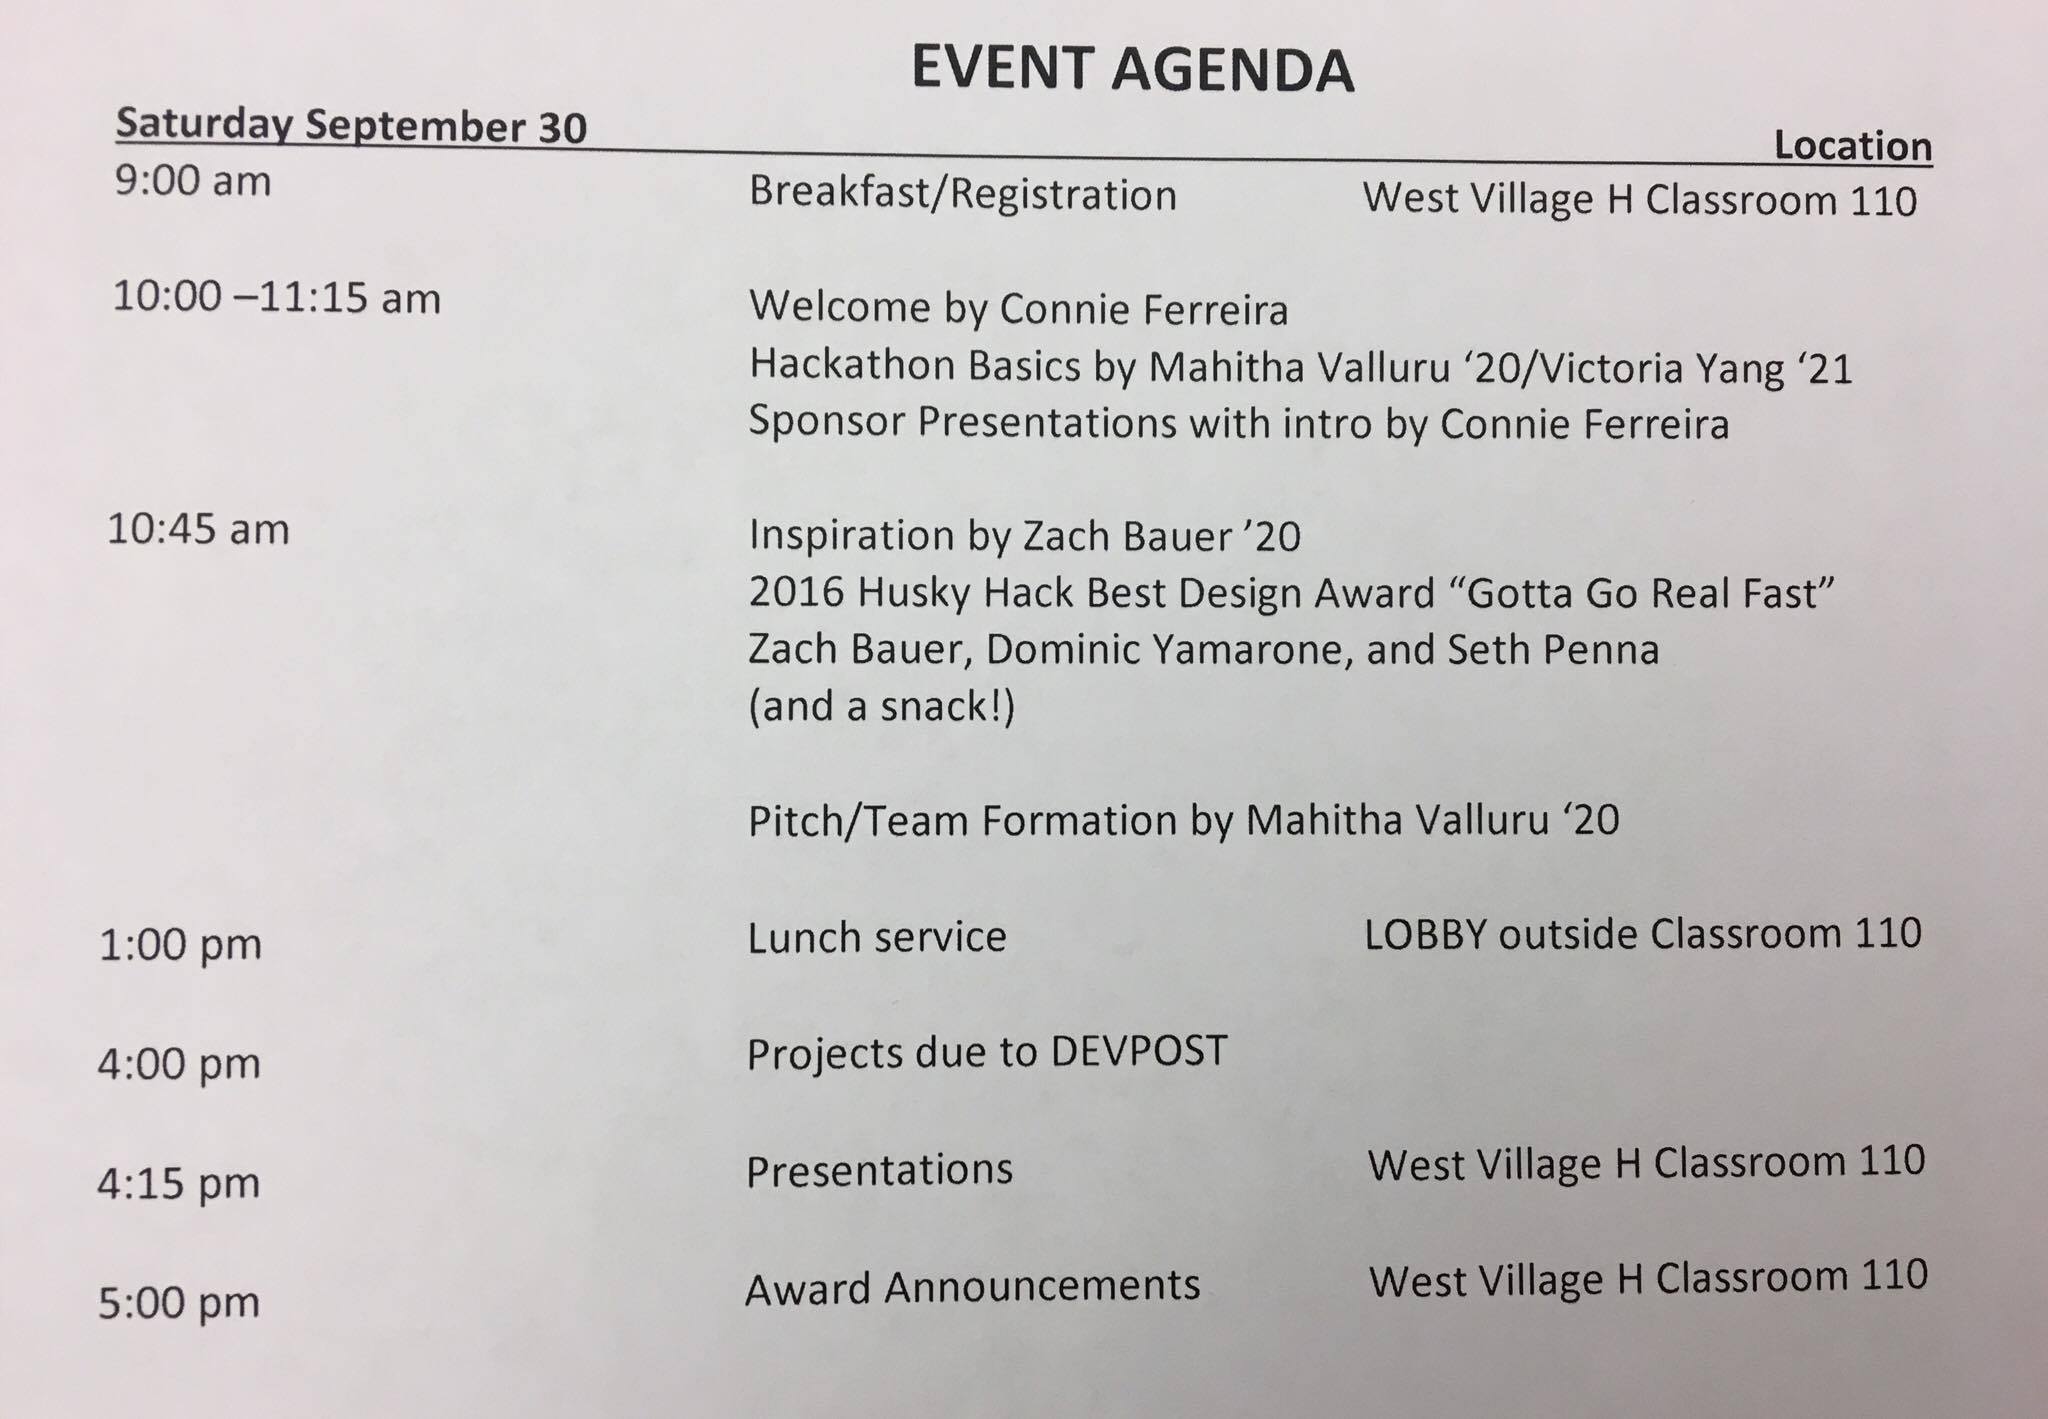 EVENT AGENDA
Saturday September 30 Location
9:00 am Breakfast/Registration West Village H Classroom 110
10:00 –11:15 am Welcome by Connie Ferreira
Hackathon Basics by Mahitha Valluru ‘20/Victoria Yang ‘21
Sponsor Presentations with intro by Connie Ferreira
10:45 am Inspiration by Zach Bauer ’20
2016 Husky Hack Best Design Award “Gotta Go Real Fast”
Zach Bauer, Dominic Yamarone, and Seth Penna
(and a snack!)
Pitch/Team Formation by Mahitha Valluru ‘20
1:00 pm Lunch service LOBBY outside Classroom 110
4:00 pm Projects due to DEVPOST
4:15 pm Presentations West Village H Classroom 110
5:00 pm Award Announcements West Village H Classroom 110